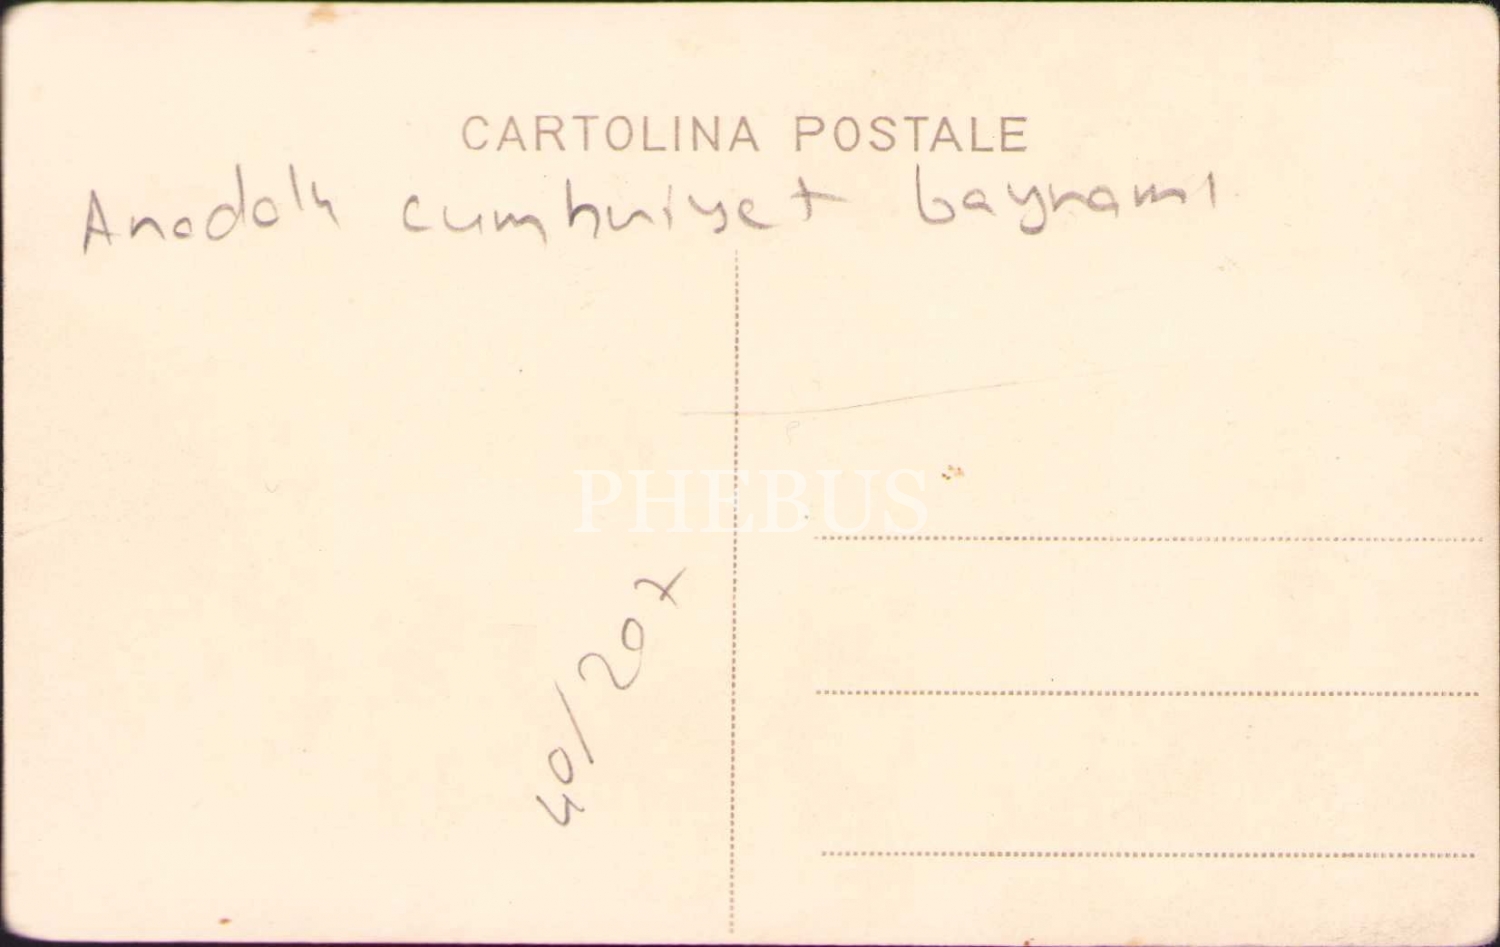 CARTOLINA POSTALE
Anadolu cumhuriyet bayramı
PHEBUS
40/20x